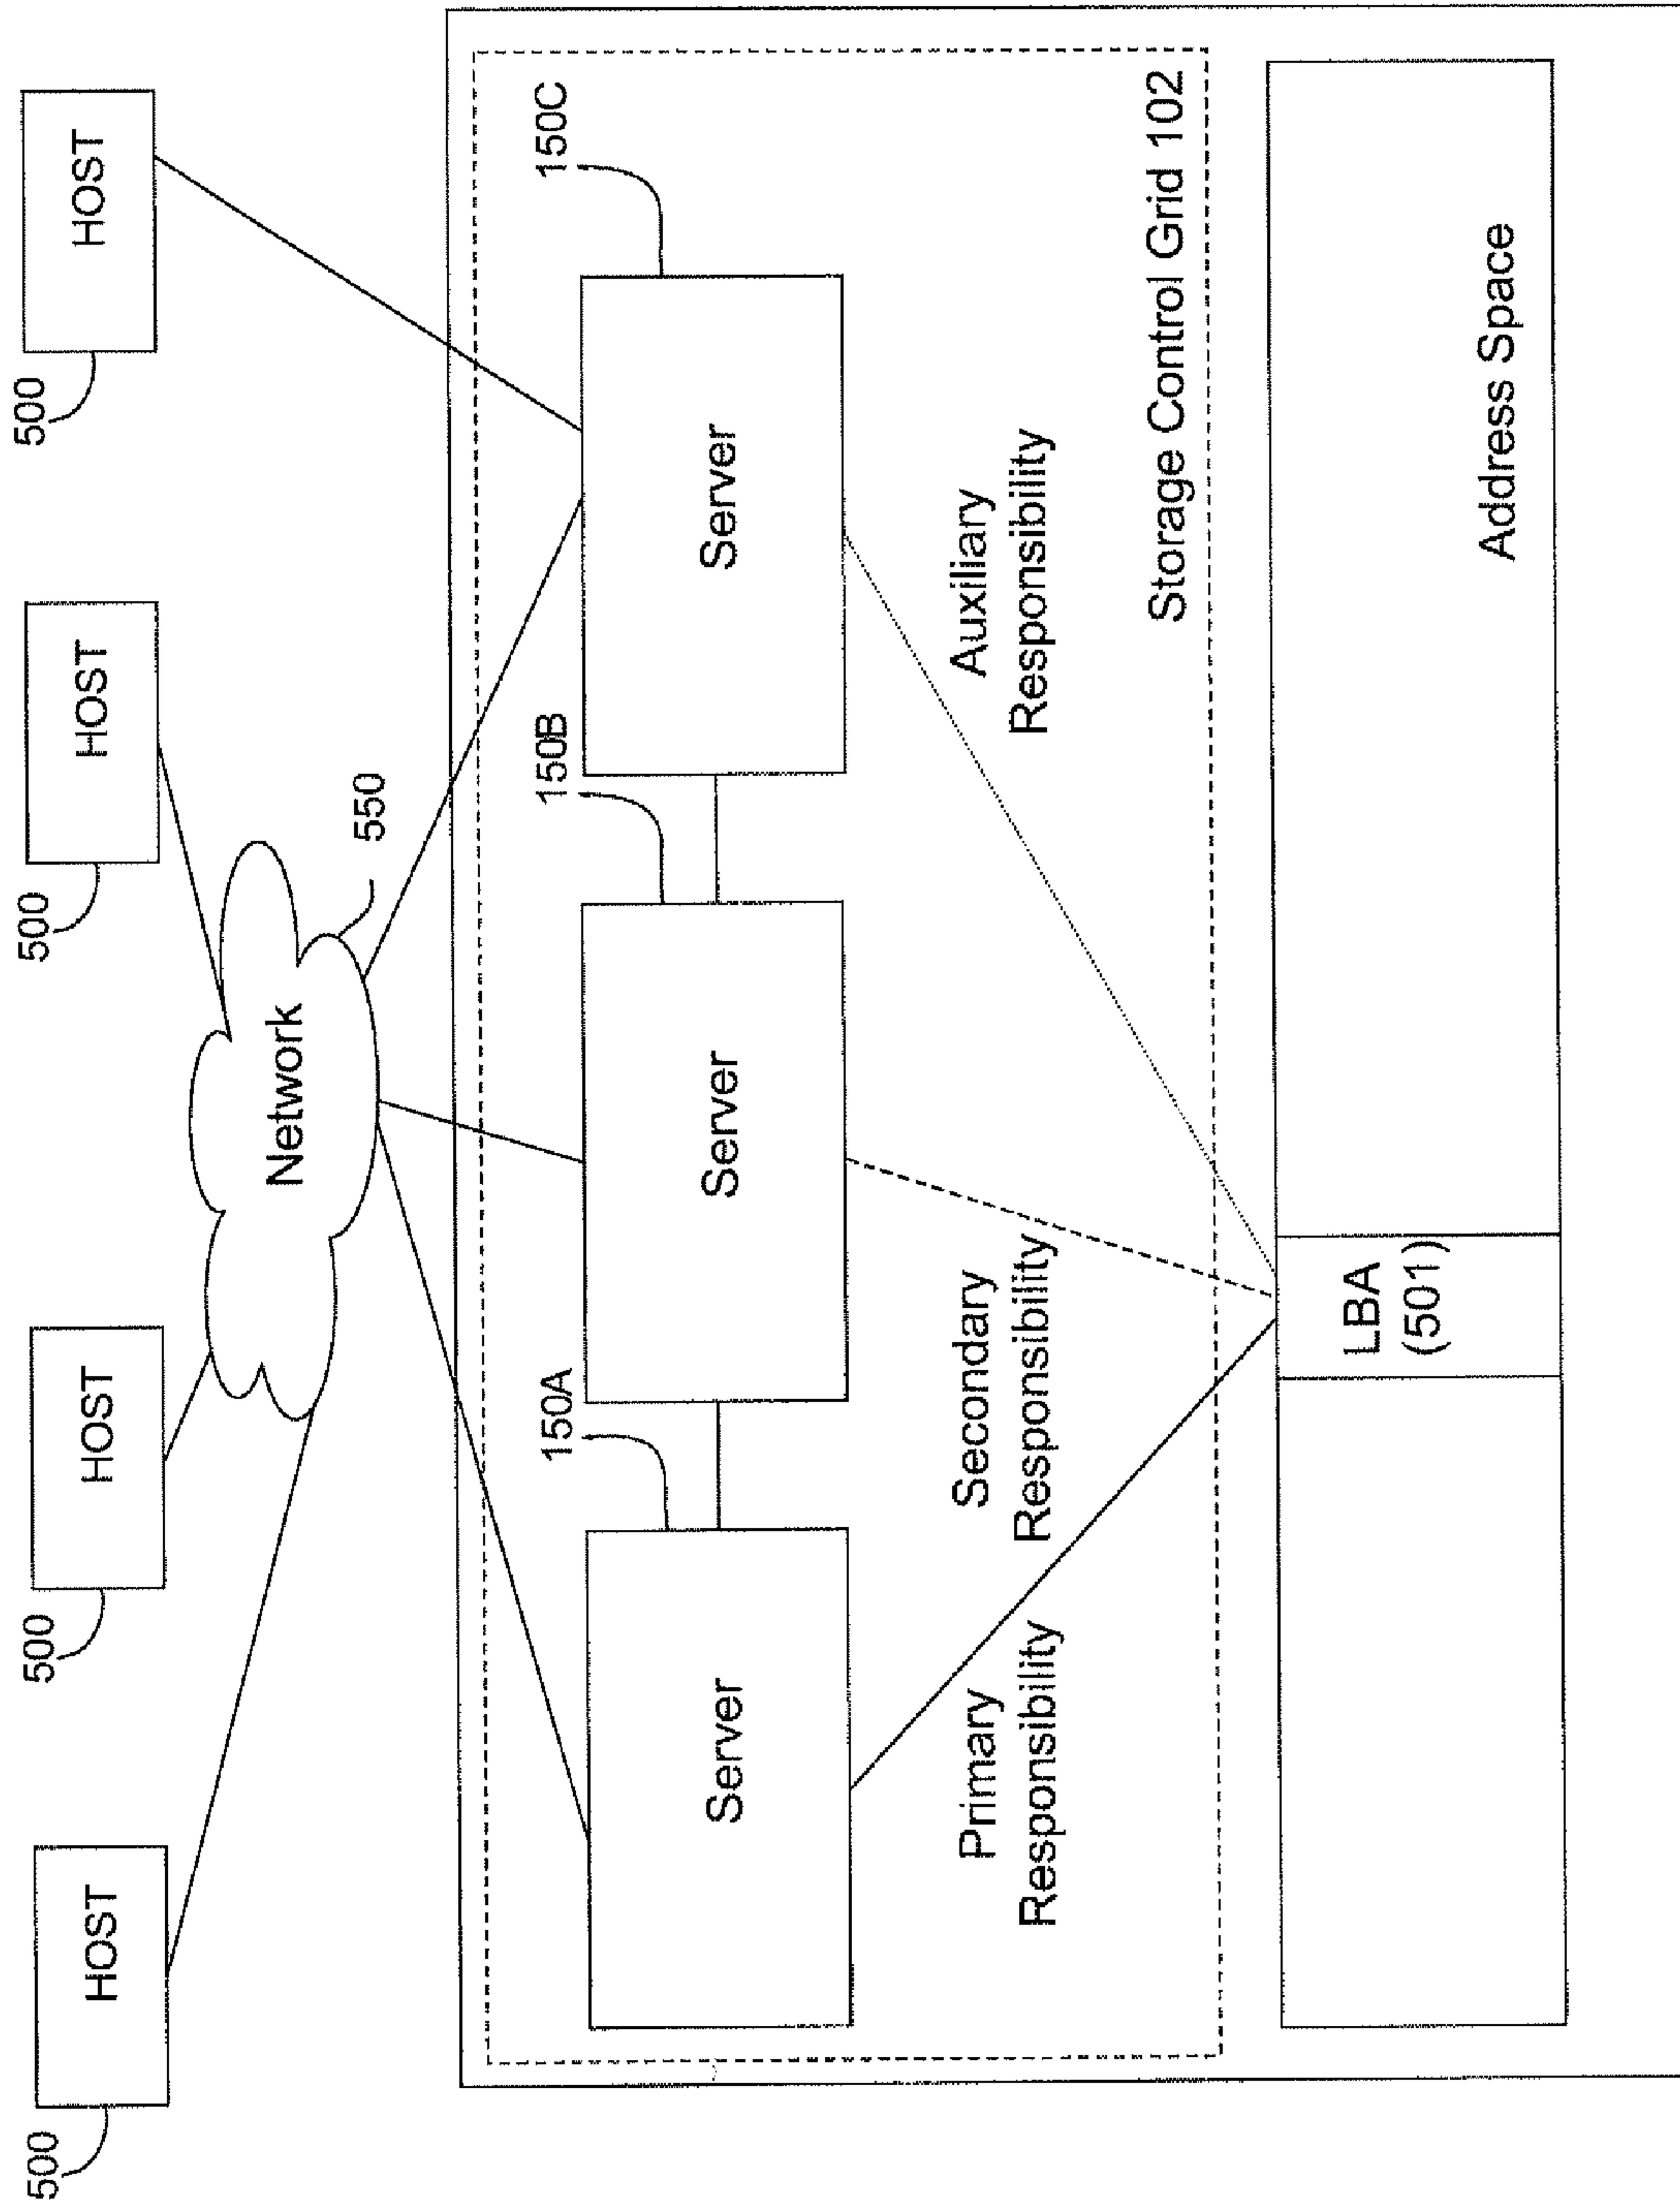 500
HOST
500
HOST
500
HOST
500
HOST
Network
550
150A
Server
150B
Server
150C
Server
Primary
Responsibility
Secondary
Responsibility
Auxiliary
Responsibility
Storage Control Grid 102
LBA
(501)
Address Space